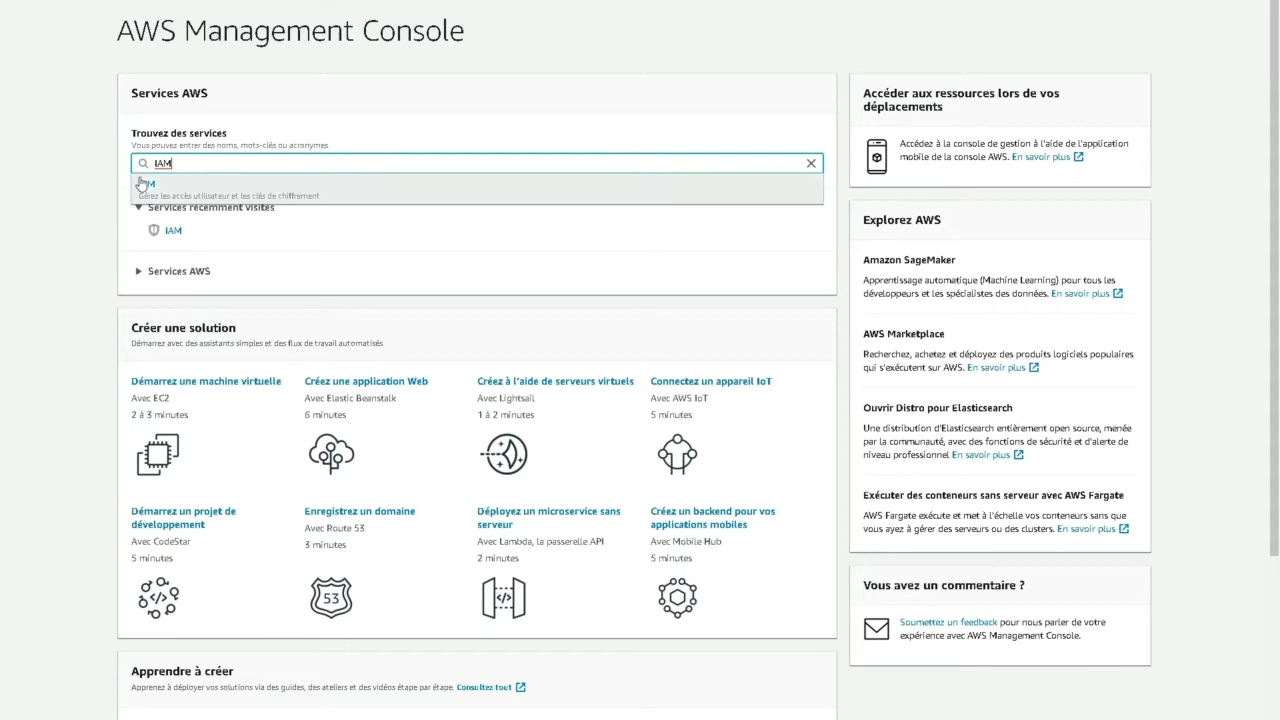 AWS Management Console
Services AWS
Trouvez des services
Vous pouvez entrer des noms, mots-clés ou acronymes.
IAM
Gérez les accès utilisateur et les clés de chiffrement
Services récemment visités
IAM
Services AWS
Créer une solution
Démarrez avec des assistants simples et des flux de travail automatisés.
Démarrez une machine virtuelle
Avec EC2
2 à 3 minutes
Créez une application Web
Avec Elastic Beanstalk
6 minutes
Créez à l'aide de serveurs virtuels
Avec Lightsail
1 à 2 minutes
Connectez un appareil IoT
Avec AWS IoT
5 minutes
Démarrez un projet de
développement
Avec CodeStar
5 minutes
Enregistrez un domaine
Avec Route 53
3 minutes
53
Déployez un microservice sans
serveur
Avec Lambda, la passerelle API
2 minutes
Créez un backend pour vos
applications mobiles
Avec Mobile Hub
5 minutes
Apprendre à créer
Apprenez à déployer vos solutions via des guides, des ateliers et des vidéos étape par étape. Consultez tout
Accéder aux ressources lors de vos
déplacements
Accédez à la console de gestion à l'aide de l'application
mobile de la console AWS. En savoir plus
Explorez AWS
Amazon SageMaker
Apprentissage automatique (Machine Learning) pour tous les
développeurs et les spécialistes des données. En savoir plus
AWS Marketplace
Recherchez, achetez et déployez des produits logiciels populaires
qui s'exécutent sur AWS. En savoir plus
Ouvrir Distro pour Elasticsearch
Une distribution d'Elasticsearch entièrement open source, menée
par la communauté, avec des fonctions de sécurité et d'alerte de
niveau professionnel En savoir plus
Exécuter des conteneurs sans serveur avec AWS Fargate
AWS Fargate exécute et met à l'échelle vos conteneurs sans que
vous ayez à gérer des serveurs ou des clusters. En savoir plus
Vous avez un commentaire ?
Soumettez un feedback pour nous parler de votre
expérience avec AWS Management Console.